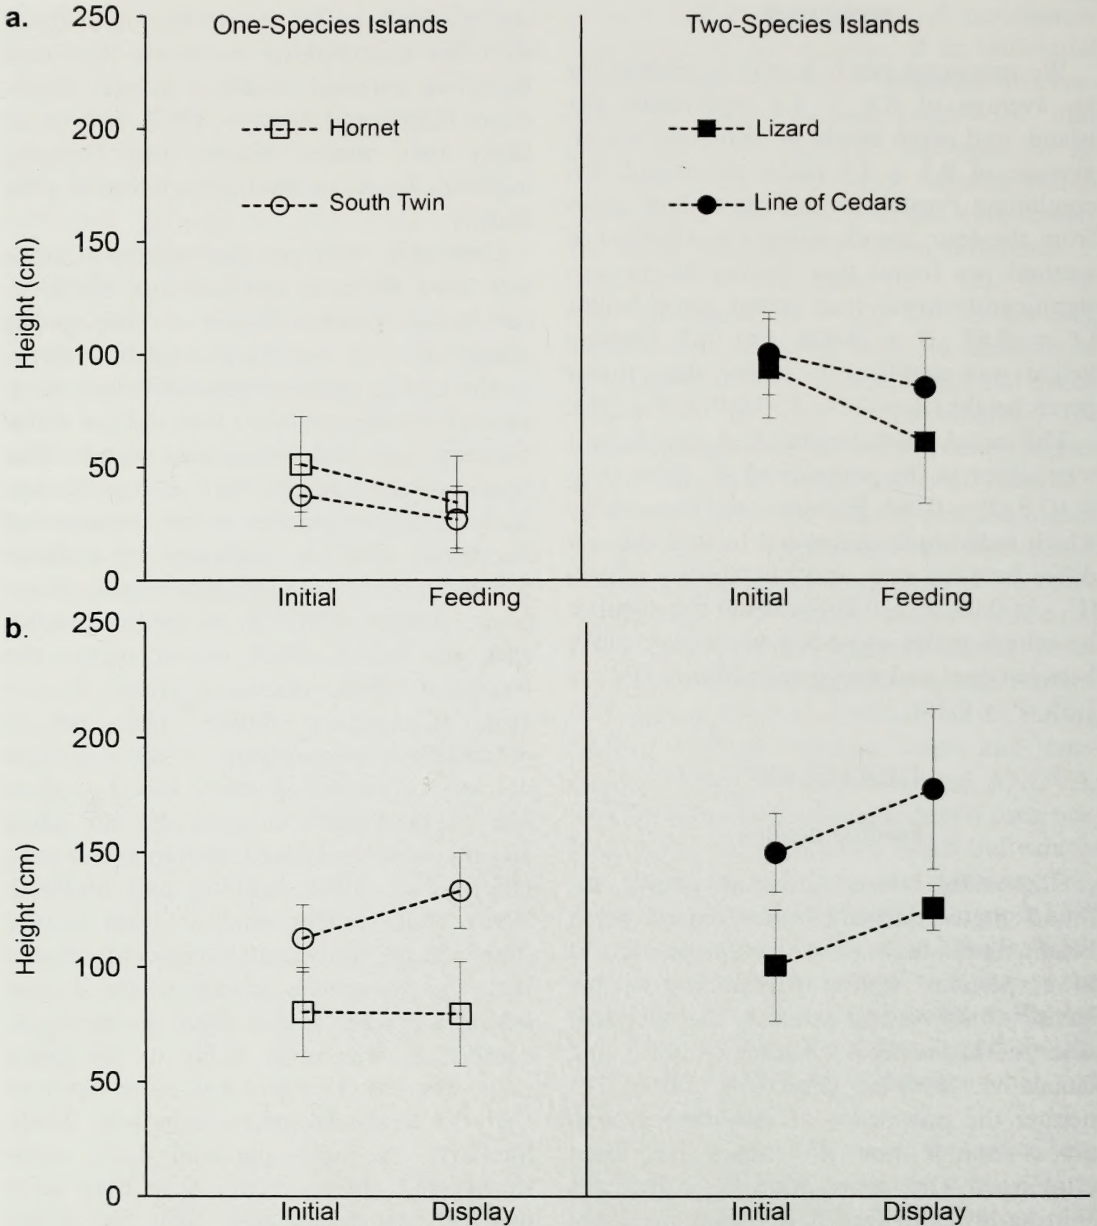 a.
One-Species Islands
Two-Species Islands
Hornet
South Twin
Lizard
Line of Cedars
Height (cm)
250
200
150
100
50
0
Initial
Feeding
Initial
Feeding
b.
Height (cm)
250
200
150
100
50
0
Initial
Display
Initial
Display